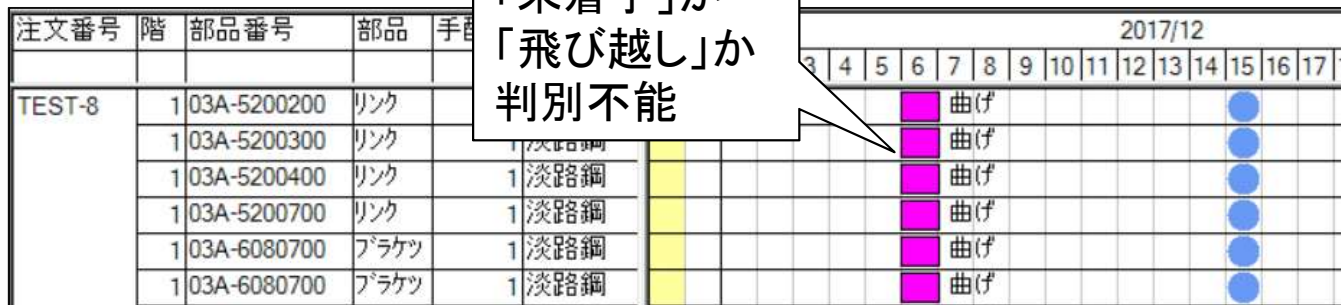 「未着手」か
「飛び越し」か
判別不能
注文番号 階 部品番号 部品 2017/12
3 4 5 6 7 8 9 10 11 12 13 14 15 16 17
TEST-8 1 03A-5200200 リンク 曲げ
1 03A-5200300 リンク 淡路鋼 曲げ
1 03A-5200400 リンク 1 淡路鋼 曲げ
1 03A-5200700 リンク 1 淡路鋼 曲げ
1 03A-6080700 ブラケツ 1 淡路鋼 曲げ
1 03A-6080700 ブラケツ 1 淡路鋼 曲げ